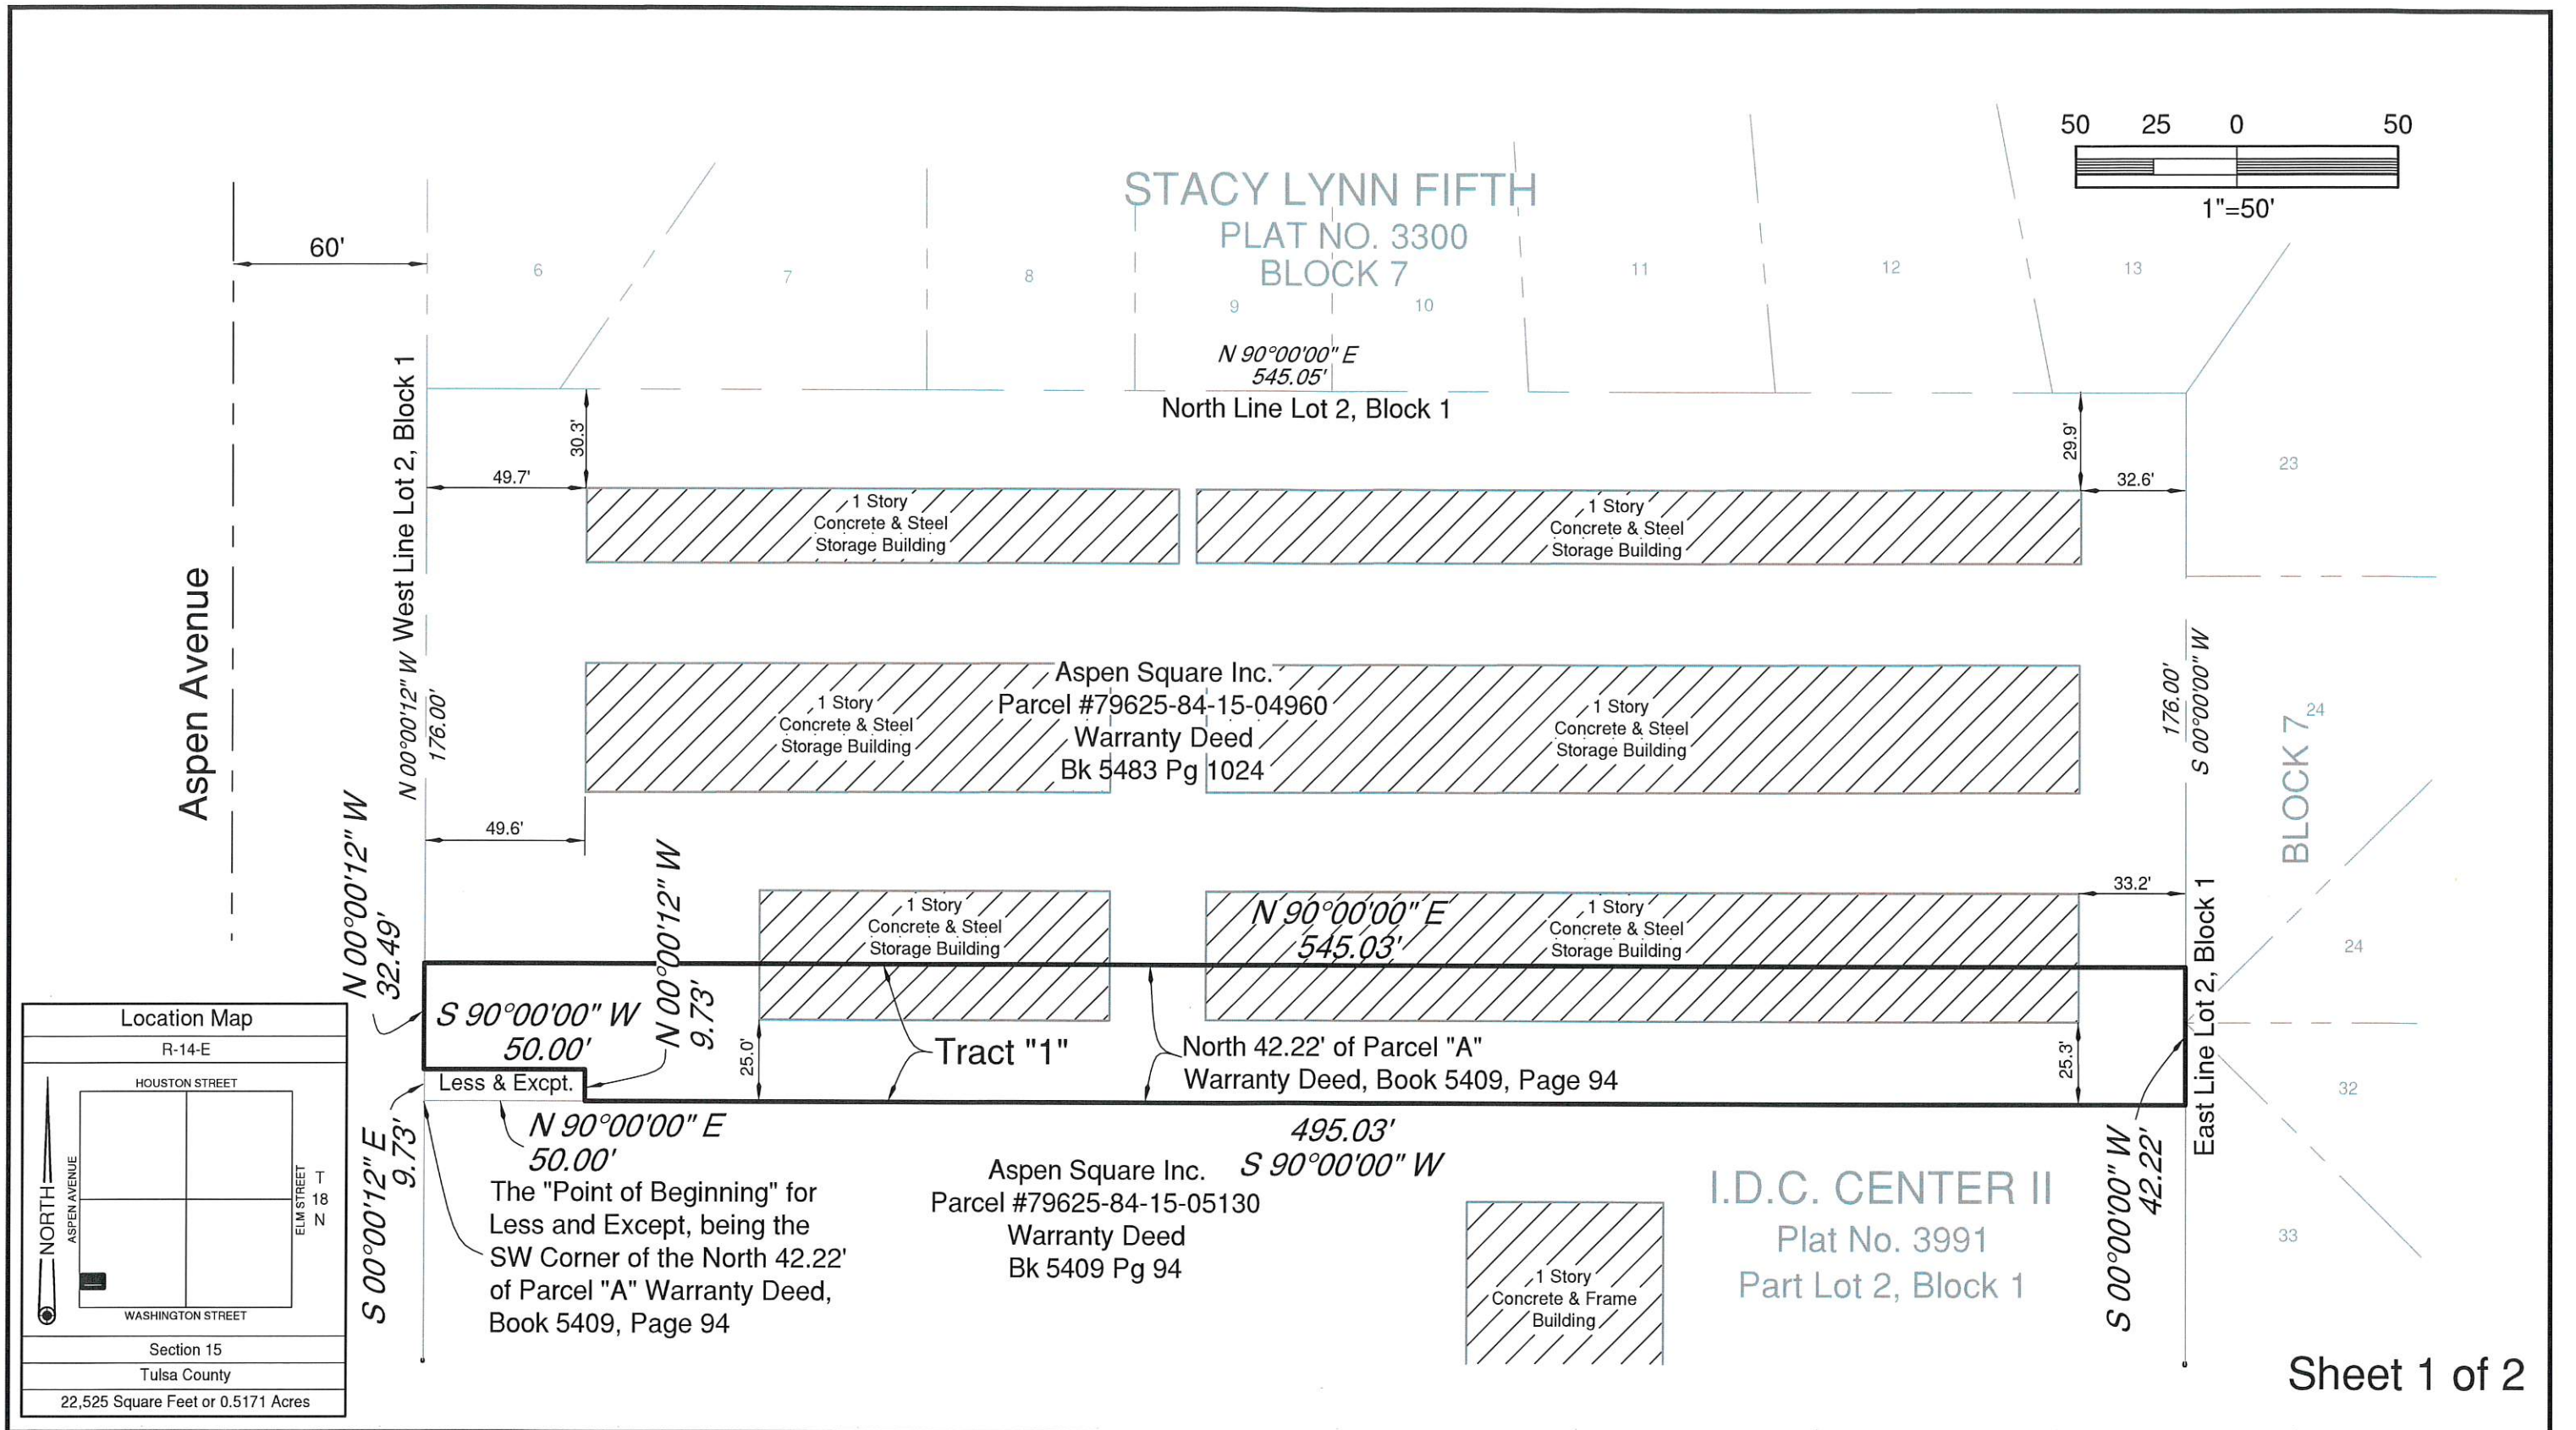 50 25 0 50
1"=50'
STACY LYNN FIFTH
PLAT NO. 3300
BLOCK 7
60'
6
7
8
9
10
11
12
13
N 90°00'00" E
545.05'
North Line Lot 2, Block 1
West Line Lot 2, Block 1
30.3'
29.9'
49.7'
32.6'
23
1 Story
Concrete & Steel
Storage Building
1 Story
Concrete & Steel
Storage Building
Aspen Avenue
N 00°00'12" W
176.00'
Aspen Square Inc.
Parcel #79625-84-15-04960
Warranty Deed
Bk 5483 Pg 1024
1 Story
Concrete & Steel
Storage Building
1 Story
Concrete & Steel
Storage Building
176.00'
S 00°00'00" W
24
BLOCK 7
49.6'
33.2'
N 00°00'12" W
32.49'
N 00°00'12" W
9.73'
1 Story
Concrete & Steel
Storage Building
N 90°00'00" E
545.03'
1 Story
Concrete & Steel
Storage Building
East Line Lot 2, Block 1
24
S 90°00'00" W
50.00'
Less & Excpt.
25.0'
Tract "1"
North 42.22' of Parcel "A"
Warranty Deed, Book 5409, Page 94
25.3'
32
S 00°00'12" E
9.73'
N 90°00'00" E
50.00'
495.03'
S 90°00'00" W
S 00°00'00" W
42.22'
The "Point of Beginning" for
Less and Except, being the
SW Corner of the North 42.22'
of Parcel "A" Warranty Deed,
Book 5409, Page 94
Aspen Square Inc.
Parcel #79625-84-15-05130
Warranty Deed
Bk 5409 Pg 94
1 Story
Concrete & Frame
Building
I.D.C. CENTER II
Plat No. 3991
Part Lot 2, Block 1
33
Location Map
R-14-E
HOUSTON STREET
NORTH
ASPEN AVENUE
ELM STREET
T
18
N
WASHINGTON STREET
Section 15
Tulsa County
22,525 Square Feet or 0.5171 Acres
Sheet 1 of 2